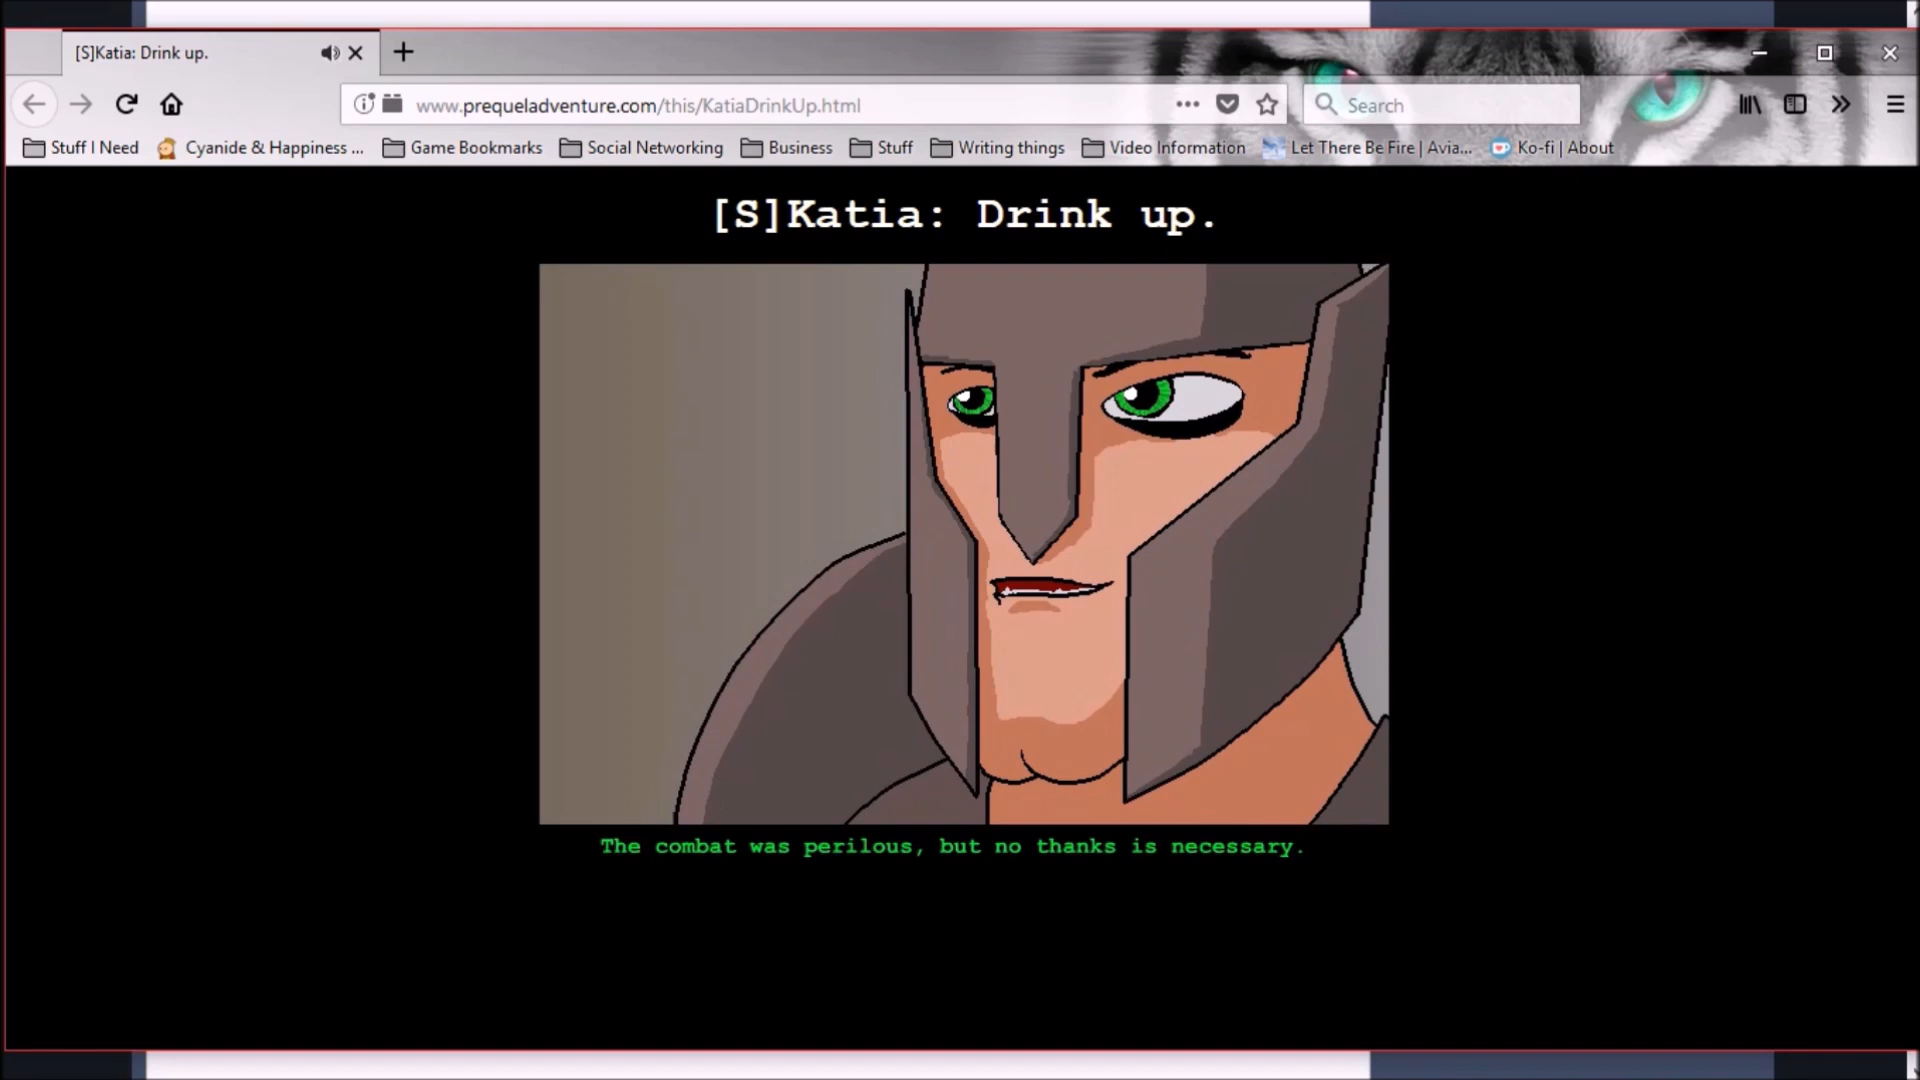 [S]Katia: Drink up.
www.prequeladventure.com/this/KatiaDrinkUp.html
Search
Stuff I Need
Cyanide & Happiness ...
Game Bookmarks
Social Networking
Business
Stuff
Writing things
Video Information
Let There Be Fire | Avia...
Ko-fi | About
[S]Katia: Drink up.
The combat was perilous, but no thanks is necessary.